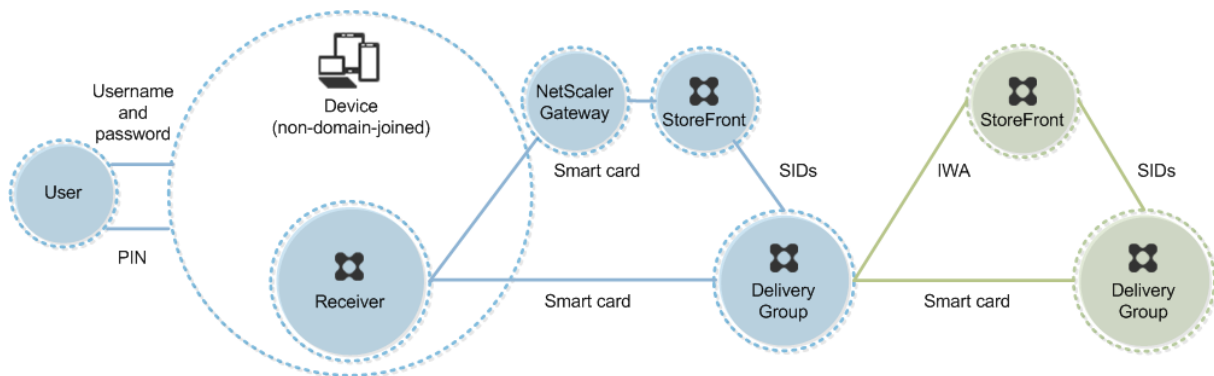 Username
and
password
User
PIN
Device
(non-domain-joined)
Receiver
NetScaler
Gateway
StoreFront
Smart card
SIDs
Smart card
Delivery
Group
StoreFront
IWA
SIDs
Smart card
Delivery
Group